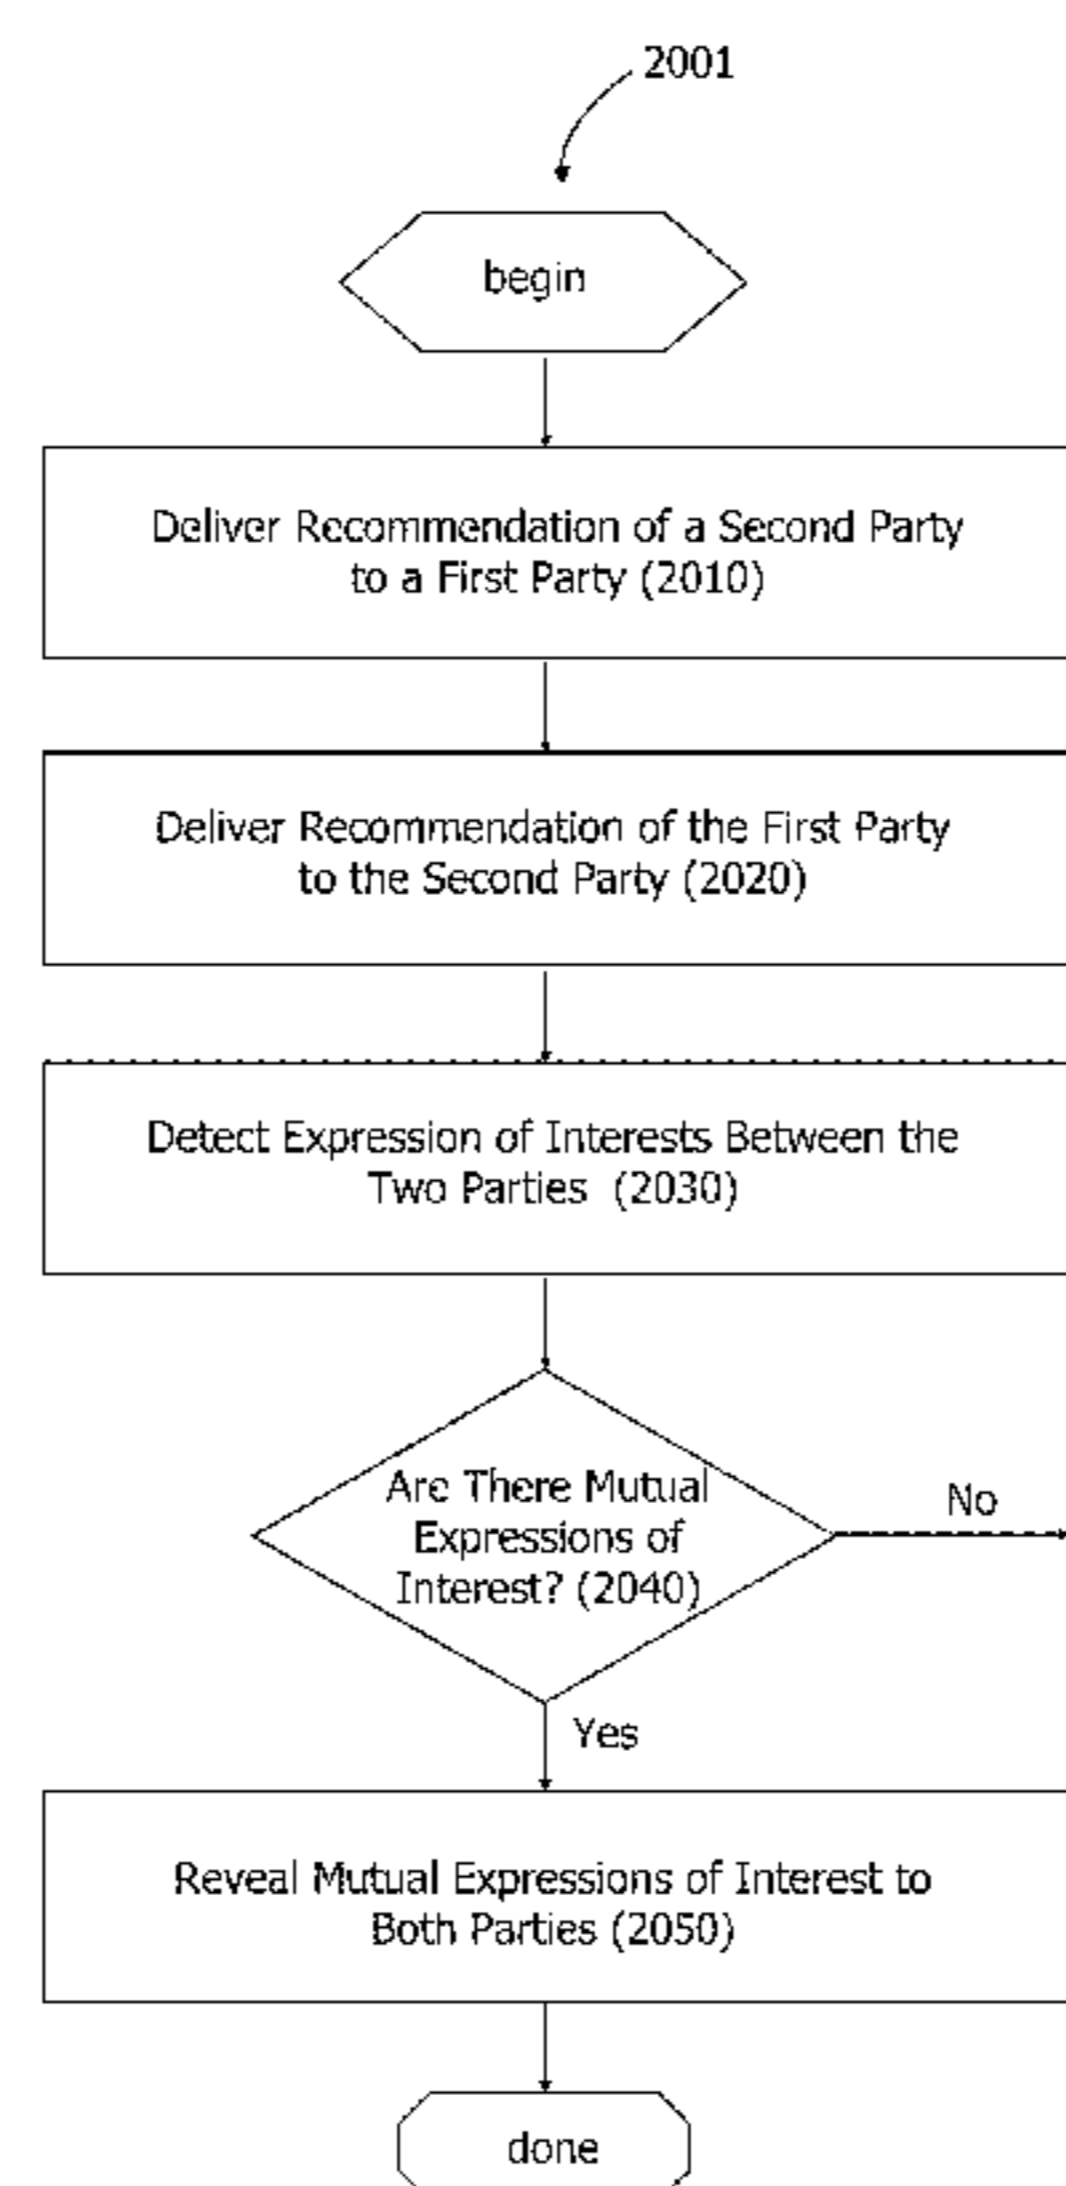 2001
begin
Deliver Recommendation of a Second Party
to a First Party (2010)
Deliver Recommendation of the First Party
to the Second Party (2020)
Detect Expression of Interests Between the
Two Parties (2030)
Are There Mutual
Expressions of
Interest? (2040)
No
Yes
Reveal Mutual Expressions of Interest to
Both Parties (2050)
done